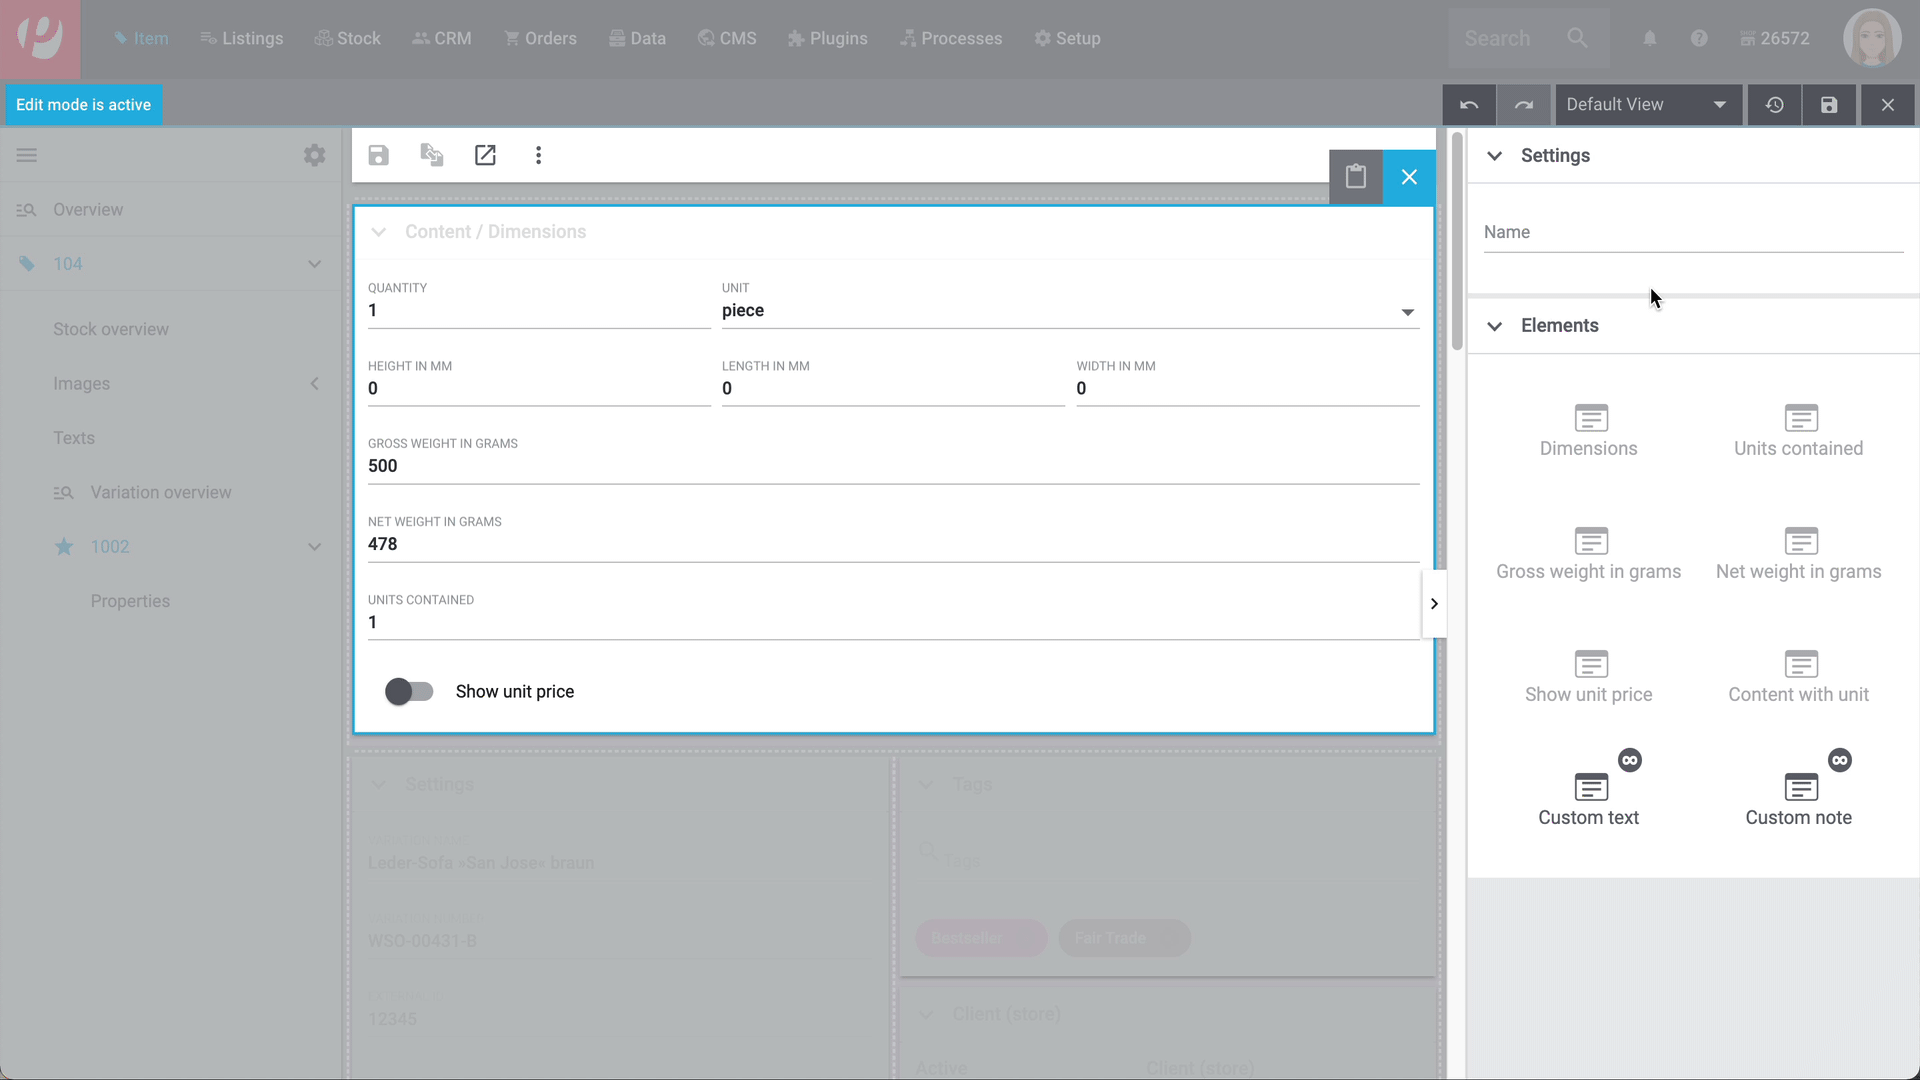 Item
Listings
Stock
CRM
Orders
Data
CMS
Plugins
Processes
Setup
Search
26572
Edit mode is active
Default View
Overview
104
Stock overview
Images
Texts
Variation overview
1002
Properties
Content / Dimensions
QUANTITY
1
UNIT
piece
HEIGHT IN MM
0
LENGTH IN MM
0
WIDTH IN MM
0
GROSS WEIGHT IN GRAMS
500
NET WEIGHT IN GRAMS
478
UNITS CONTAINED
1
Show unit price
Settings
Leder-Sofa »San Jose« braun
WSO-00431-B
12345
Tags
Tags
Bestseller
Fair Trade
Client (store)
Active
Client (store)
Settings
Name
Elements
Dimensions
Units contained
Gross weight in grams
Net weight in grams
Show unit price
Content with unit
Custom text
Custom note